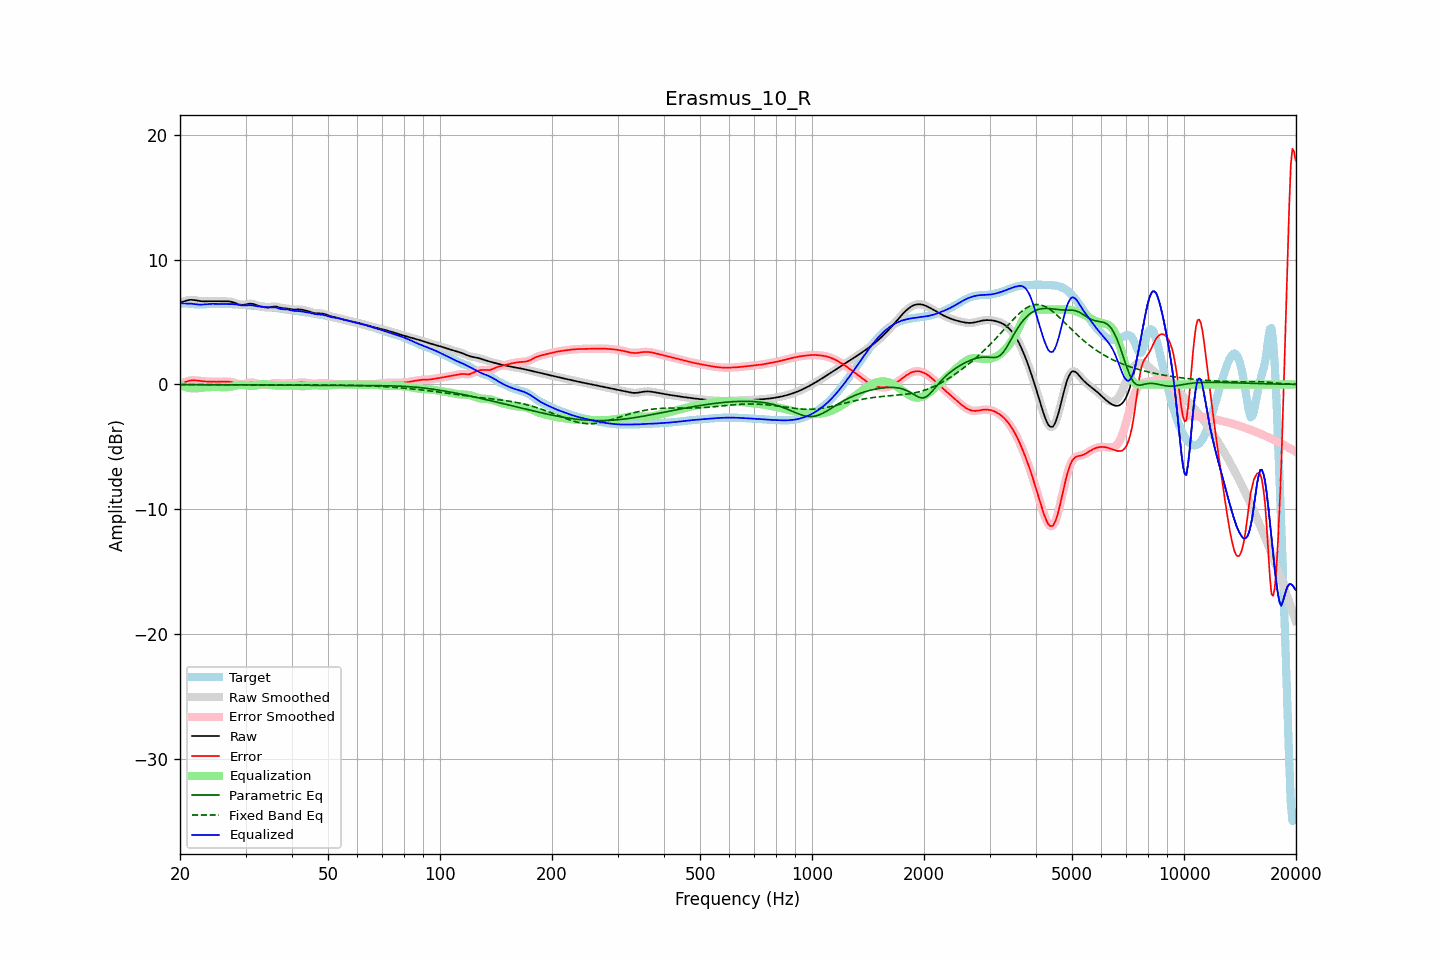 Erasmus_10_R
20
10
0
−10
−20
−30
Amplitude (dBr)
Target
Raw Smoothed
Error Smoothed
Raw
Error
Equalization
Parametric Eq
Fixed Band Eq
Equalized
20 50 100 200 500 1000 2000 5000 10000 20000
Frequency (Hz)